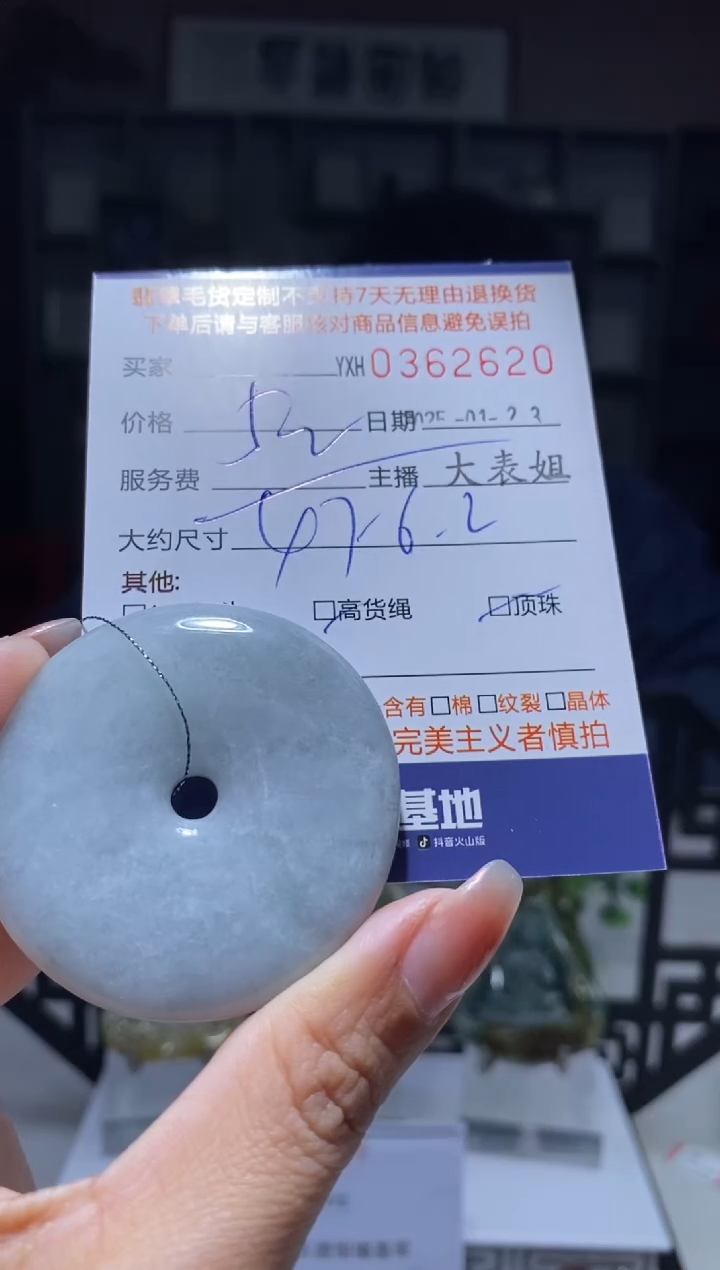 翡翠毛货定制不支持7天无理由退换货
下单后请与客服核对商品信息避免误拍
买家 YXH 0362620
价格 日期 2025-01-23
服务费 主播 大表姐
大约尺寸 47-6.2
其他:
□高货绳 □顶珠
含有□棉□纹裂□晶体
完美主义者慎拍
基地
抖音火山版